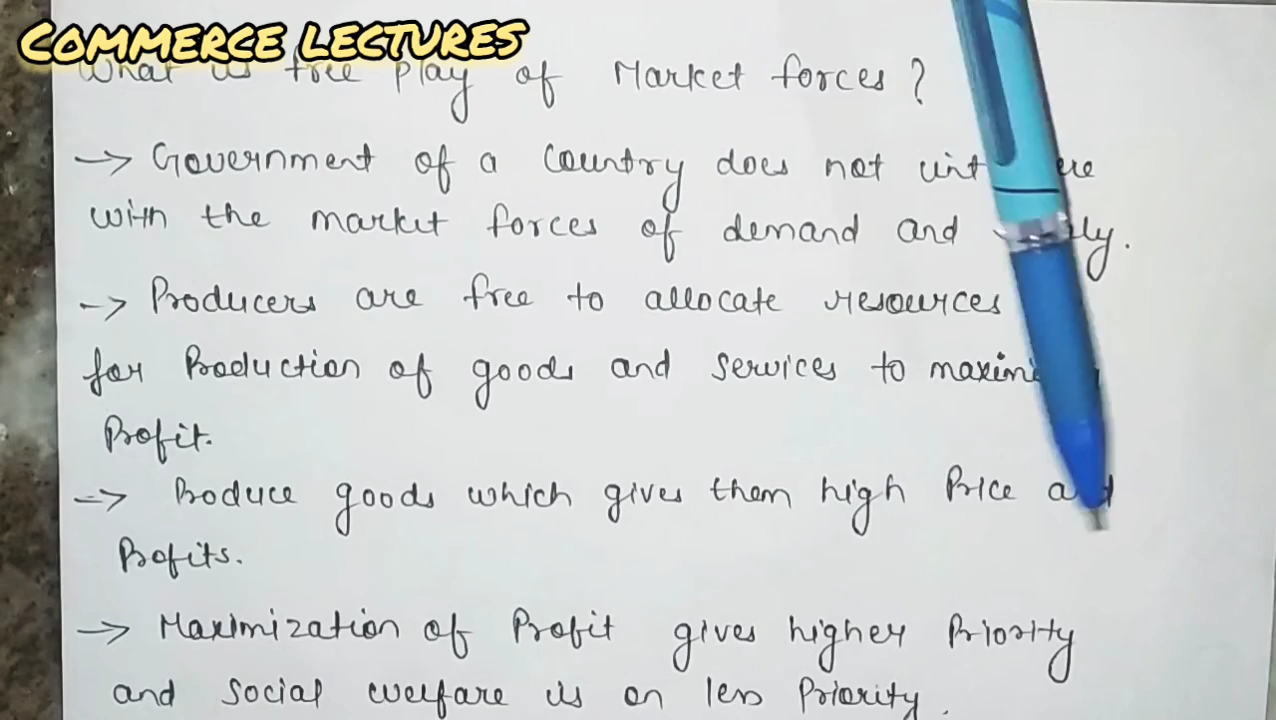 COMMERCE LECTURES
What is free play of Market forces?
→ Government of a country does not
with the market forces of demand and
→ Producers are free to allocate resources
for Production of goods and services to
Profit.
→ Produce goods which gives them high Price and
Profits.
→ Maximization of Profit gives higher Priority
and social welfare is on less Priority.